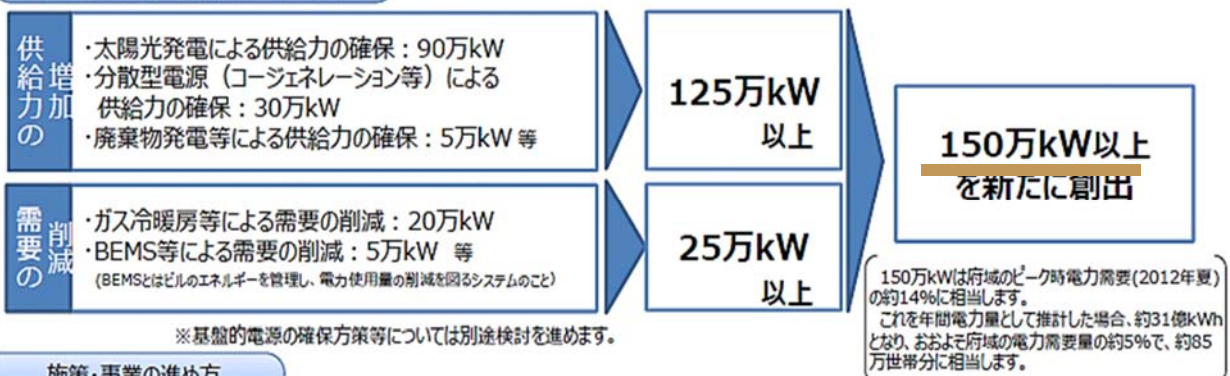 供給力の
増加
・太陽光発電による供給力の確保：90万kW
・分散型電源（コージェネレーション等）による
供給力の確保：30万kW
・廃棄物発電等による供給力の確保：5万kW 等
125万kW
以上
需要の
削減
・ガス冷暖房等による需要の削減：20万kW
・BEMS等による需要の削減：5万kW 等
(BEMSとはビルのエネルギーを管理し、電力使用量の削減を図るシステムのこと)
25万kW
以上
150万kW以上
を新たに創出
150万kWは府域のピーク時電力需要(2012年夏)
の約14%に相当します。
これを年間電力量として推計した場合、約31億kWh
となり、おおよそ府域の電力需要量の約5%で、約85
万世帯分に相当します。
※基盤的電源の確保方策等については別途検討を進めます。
施策・事業の進め方